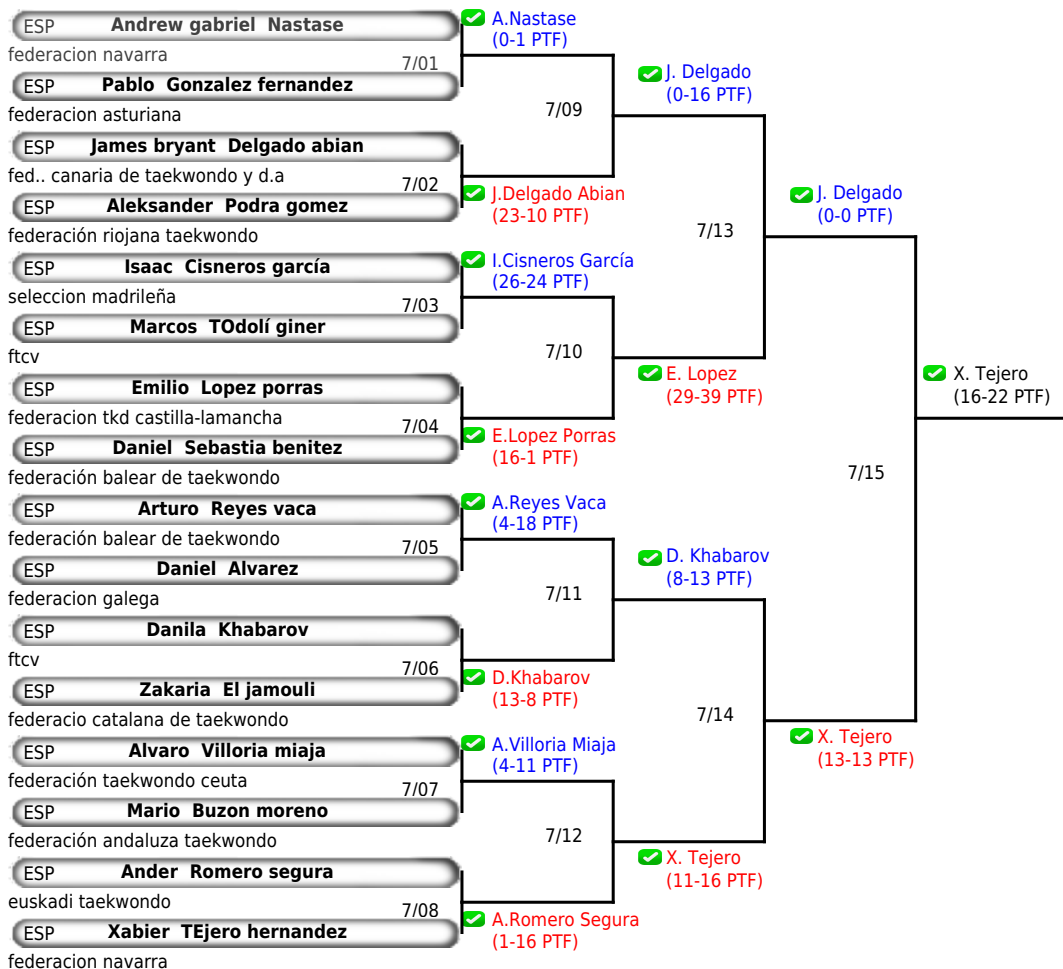 ESP Andrew gabriel Nastase
federacion navarra
7/01
ESP Pablo Gonzalez fernandez
federacion asturiana
ESP James bryant Delgado abian
fed.. canaria de taekwondo y d.a
7/02
ESP Aleksander Podra gomez
federación riojana taekwondo
ESP Isaac Cisneros garcía
seleccion madrileña
7/03
ESP Marcos TOdolí giner
ftcv
ESP Emilio Lopez porras
federacion tkd castilla-lamancha
7/04
ESP Daniel Sebastia benitez
federación balear de taekwondo
ESP Arturo Reyes vaca
federación balear de taekwondo
7/05
ESP Daniel Alvarez
federacion galega
ESP Danila Khabarov
ftcv
7/06
ESP Zakaria El jamouli
federacio catalana de taekwondo
ESP Alvaro Villoria miaja
federación taekwondo ceuta
7/07
ESP Mario Buzon moreno
federación andaluza taekwondo
ESP Ander Romero segura
euskadi taekwondo
7/08
ESP Xabier TEjero hernandez
federacion navarra
A.Nastase
(0-1 PTF)
7/09
J.Delgado Abian
(23-10 PTF)
I.Cisneros García
(26-24 PTF)
7/10
E.Lopez Porras
(16-1 PTF)
A.Reyes Vaca
(4-18 PTF)
7/11
D.Khabarov
(13-8 PTF)
A.Villoria Miaja
(4-11 PTF)
7/12
A.Romero Segura
(1-16 PTF)
J. Delgado
(0-16 PTF)
7/13
E. Lopez
(29-39 PTF)
D. Khabarov
(8-13 PTF)
7/14
X. Tejero
(11-16 PTF)
J. Delgado
(0-0 PTF)
7/15
X. Tejero
(13-13 PTF)
X. Tejero
(16-22 PTF)